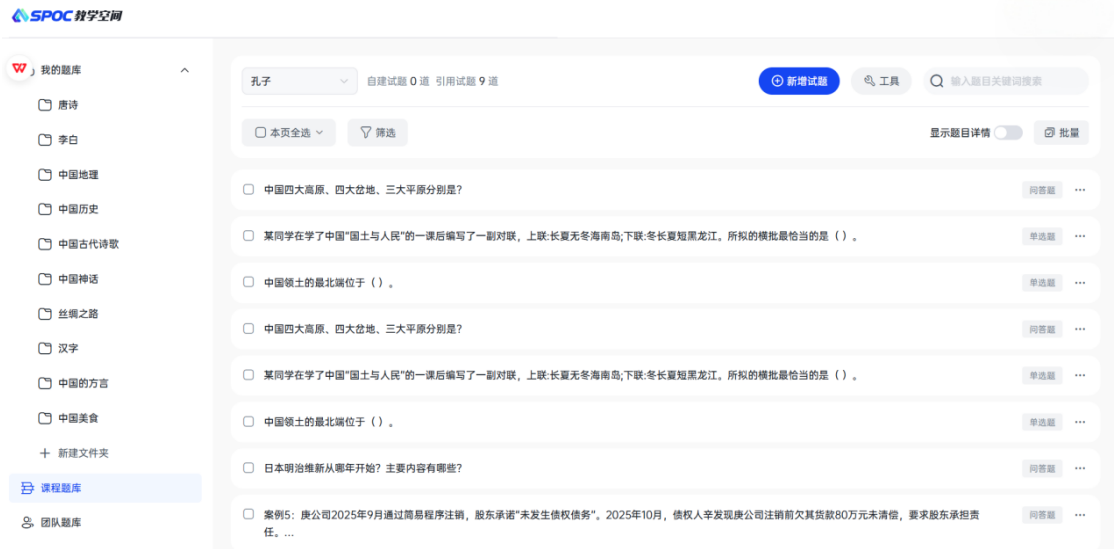 SPOC 教学空间
我的题库
唐诗
李白
中国地理
中国历史
中国古代诗歌
中国神话
丝绸之路
汉字
中国的方言
中国美食
新建文件夹
课程题库
团队题库
孔子
自建试题 0 道 引用试题 9 道
新增试题
工具
输入题目关键词搜索
本页全选
筛选
显示题目详情
批量
中国四大高原、四大岔地、三大平原分别是?
问答题
某同学在学了中国"国土与人民"的一课后编写了一副对联，上联:长夏无冬海南岛;下联:冬长夏短黑龙江。所拟的横批最恰当的是（ ）。
单选题
中国领土的最北端位于（ ）。
单选题
中国四大高原、四大岔地、三大平原分别是?
问答题
某同学在学了中国"国土与人民"的一课后编写了一副对联，上联:长夏无冬海南岛;下联:冬长夏短黑龙江。所拟的横批最恰当的是（ ）。
单选题
中国领土的最北端位于（ ）。
单选题
日本明治维新从哪年开始？主要内容有哪些?
问答题
案例5：庚公司2025年9月通过简易程序注销，股东承诺"未发生债权债务"。2025年10月，债权人辛发现庚公司注销前欠其货款80万元未清偿，要求股东承担责
任。...
问答题